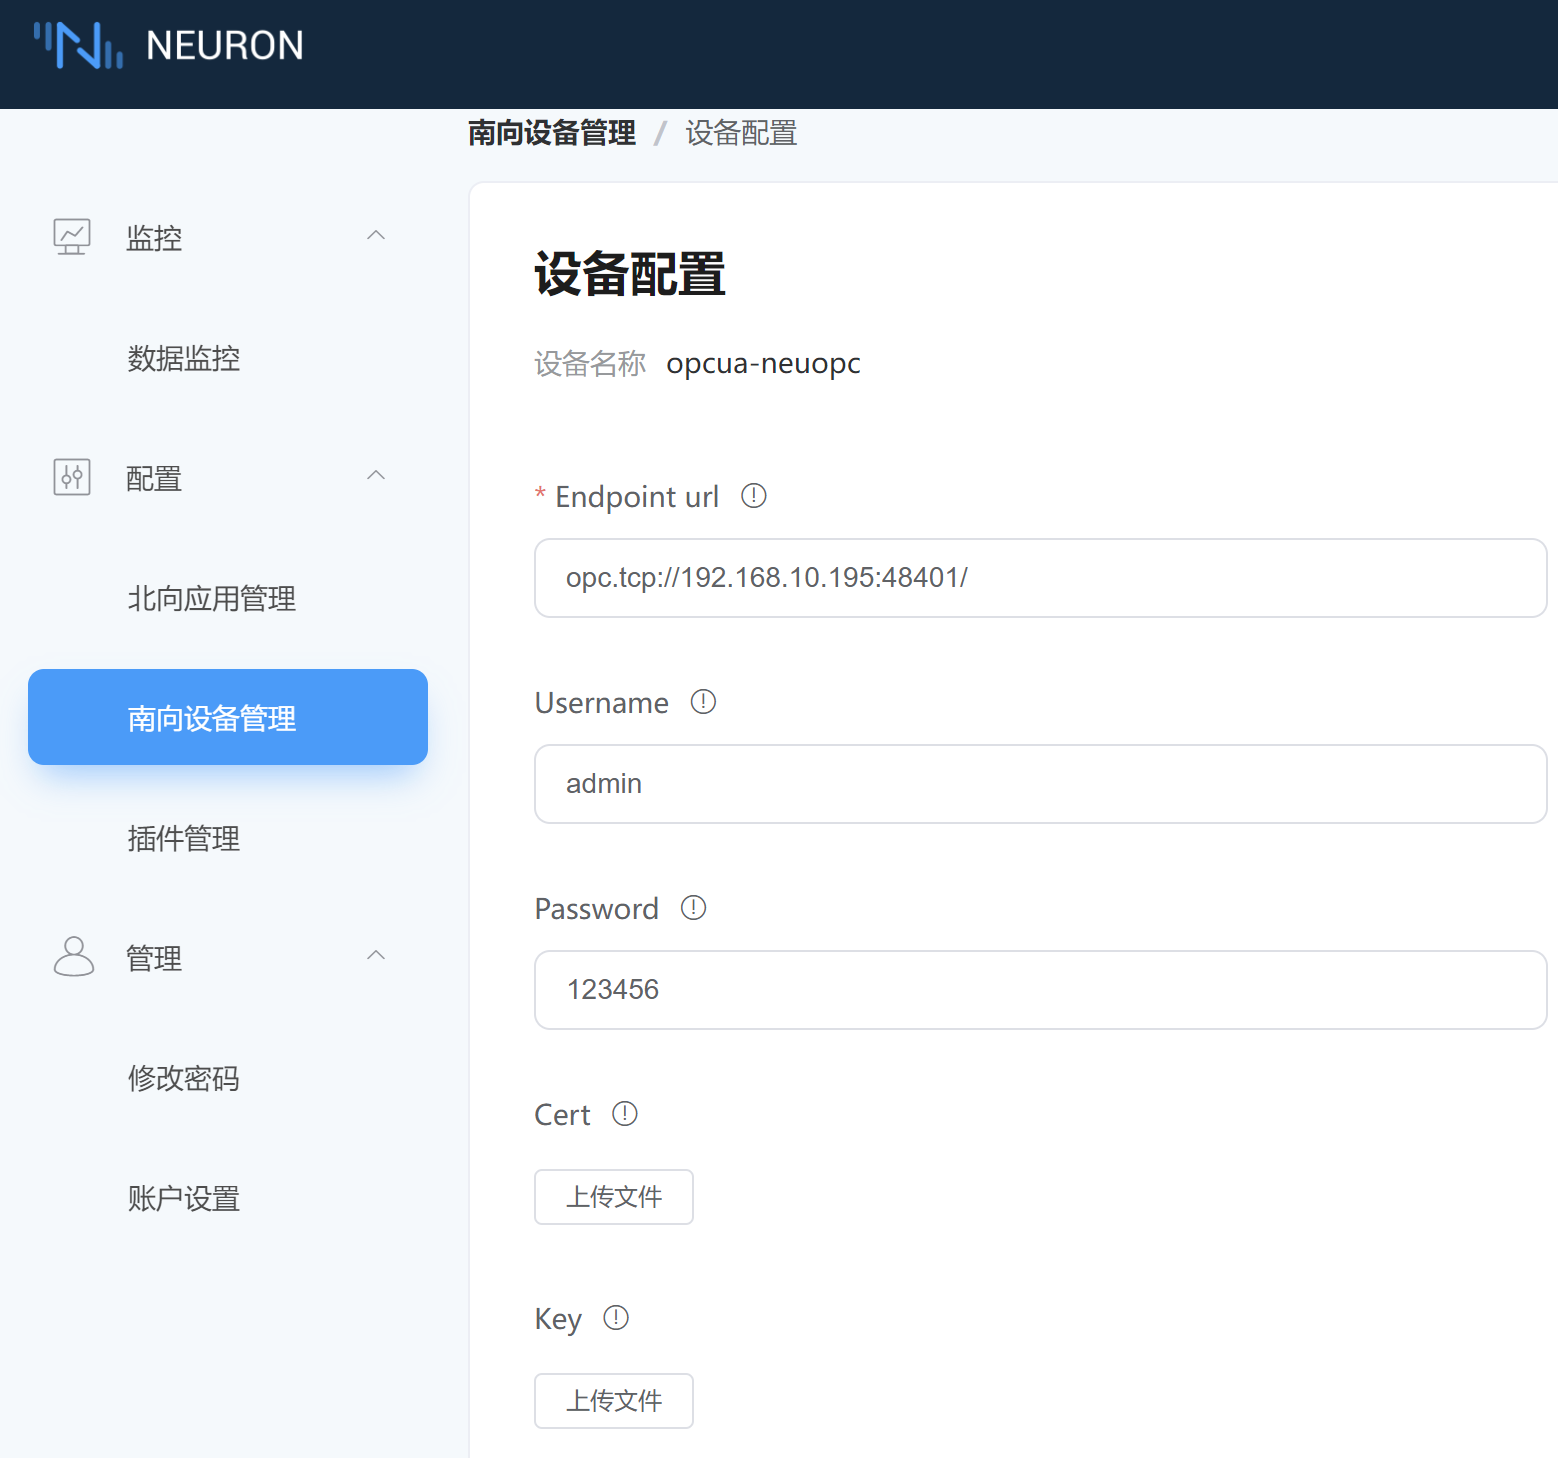 NEURON
南向设备管理 / 设备配置
监控
数据监控
配置
北向应用管理
南向设备管理
插件管理
管理
修改密码
账户设置
设备配置
设备名称 opcua-neuopc
* Endpoint url
opc.tcp://192.168.10.195:48401/
Username
admin
Password
123456
Cert
上传文件
Key
上传文件